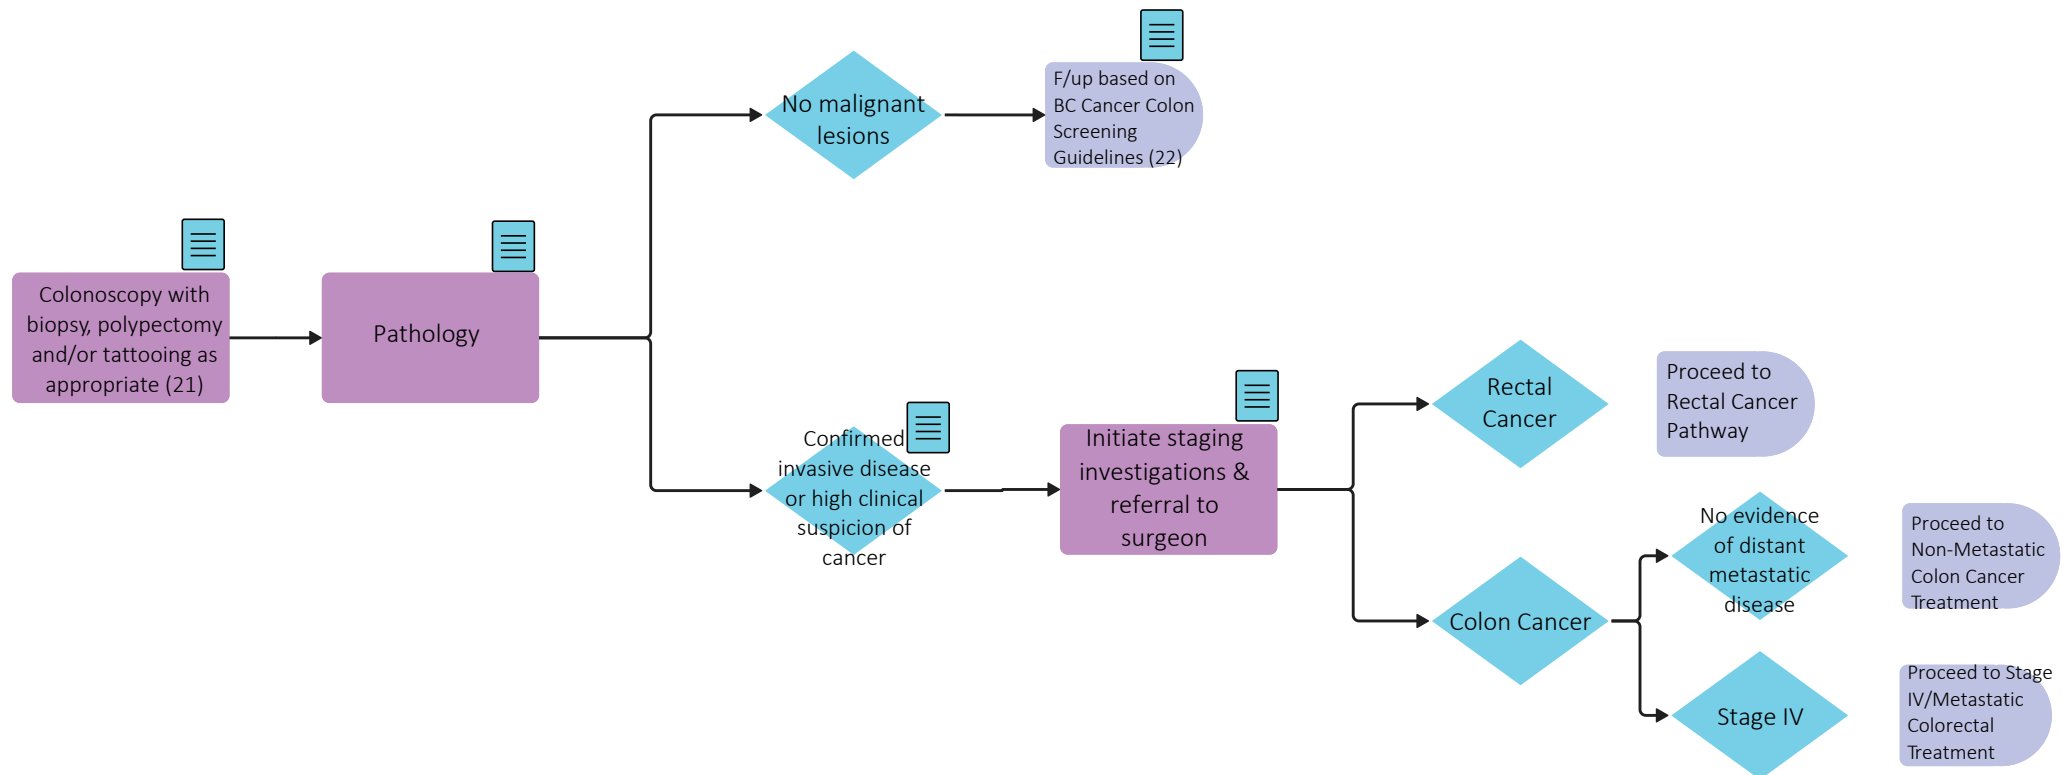 Colonoscopy with
biopsy, polypectomy
and/or tattooing as
appropriate (21)
Pathology
No malignant
lesions
F/up based on
BC Cancer Colon
Screening
Guidelines (22)
Confirmed
invasive disease
or high clinical
suspicion of
cancer
Initiate staging
investigations &
referral to
surgeon
Rectal
Cancer
Proceed to
Rectal Cancer
Pathway
Colon Cancer
No evidence
of distant
metastatic
disease
Proceed to
Non-Metastatic
Colon Cancer
Treatment
Stage IV
Proceed to Stage
IV/Metastatic
Colorectal
Treatment